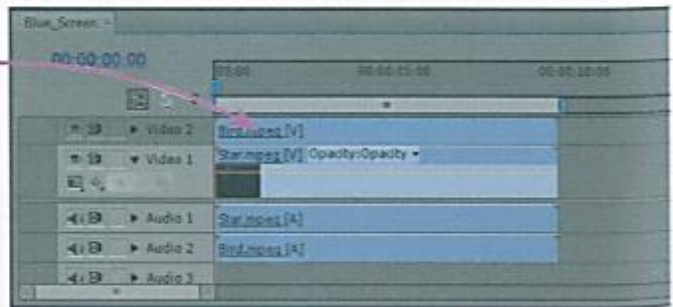 Blue_Screen
00:00:00:00
05:00 00:00:05:00 00:00:10:00
Video 2 Bird.mpeg [V]
Video 1 Star.mpeg [V] Opacity:Opacity
Audio 1 Star.mpeg [A]
Audio 2 Bird.mpeg [A]
Audio 3